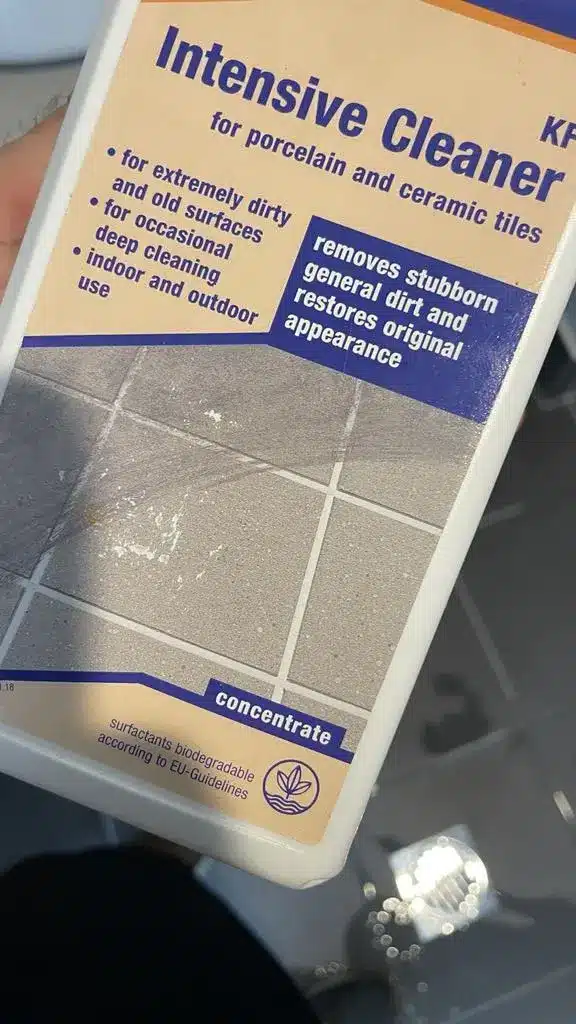 Intensive Cleaner
KF
for porcelain and ceramic tiles
• for extremely dirty
and old surfaces
• for occasional
deep cleaning
• indoor and outdoor
use
removes stubborn
general dirt and
restores original
appearance
concentrate
surfactants biodegradable
according to EU-Guidelines